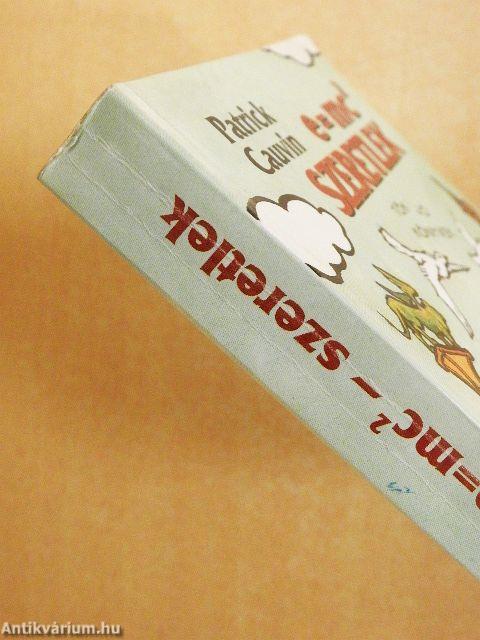 Patrick
Cauvin
e=mc²
SZERETLEK
=mc² – szeretlek
Antikvárium.hu